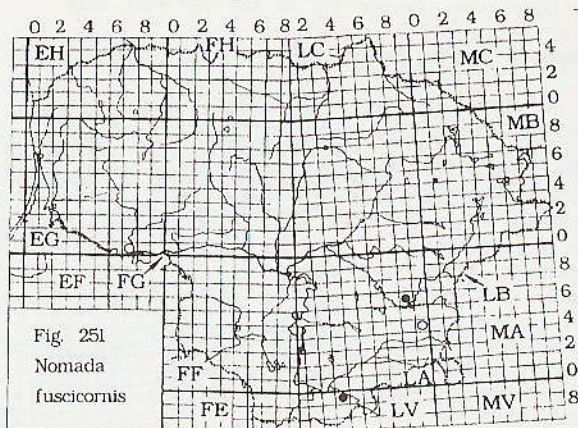 0 2 4 6 8 0 2 4 6 8 2 4 6 8 0 2 4 6 8 0
EH FH LC MC 4
2
0
MB 8
6
4
2
EG 0
EF FG LB 8
6
Fig. 251 MA 4
Nomada 2
FF A 0
fuscicornis FE LV MV 8